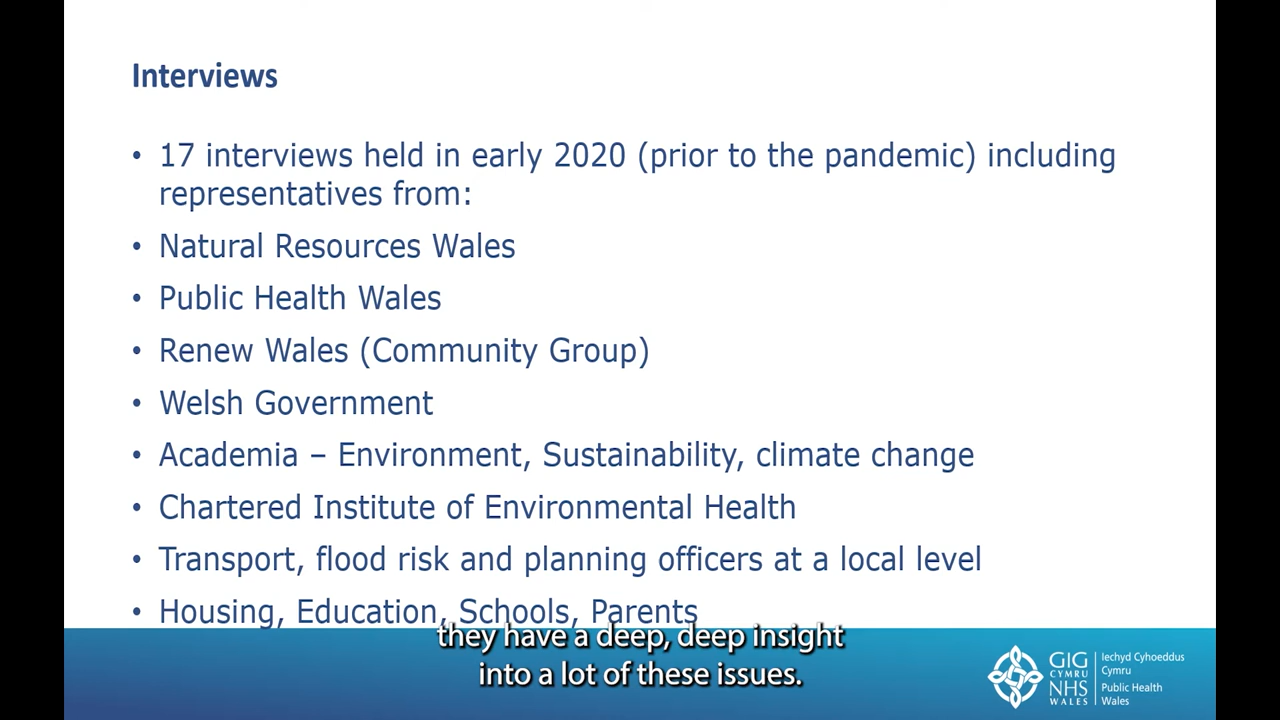 Interviews
• 17 interviews held in early 2020 (prior to the pandemic) including
representatives from:
• Natural Resources Wales
• Public Health Wales
• Renew Wales (Community Group)
• Welsh Government
• Academia – Environment, Sustainability, climate change
• Chartered Institute of Environmental Health
• Transport, flood risk and planning officers at a local level
• Housing, Education, Schools, Parents
they have a deep, deep insight
into a lot of these issues.
GIG
CYMRU
NHS
WALES
Iechyd Cyhoeddus
Cymru
Public Health
Wales